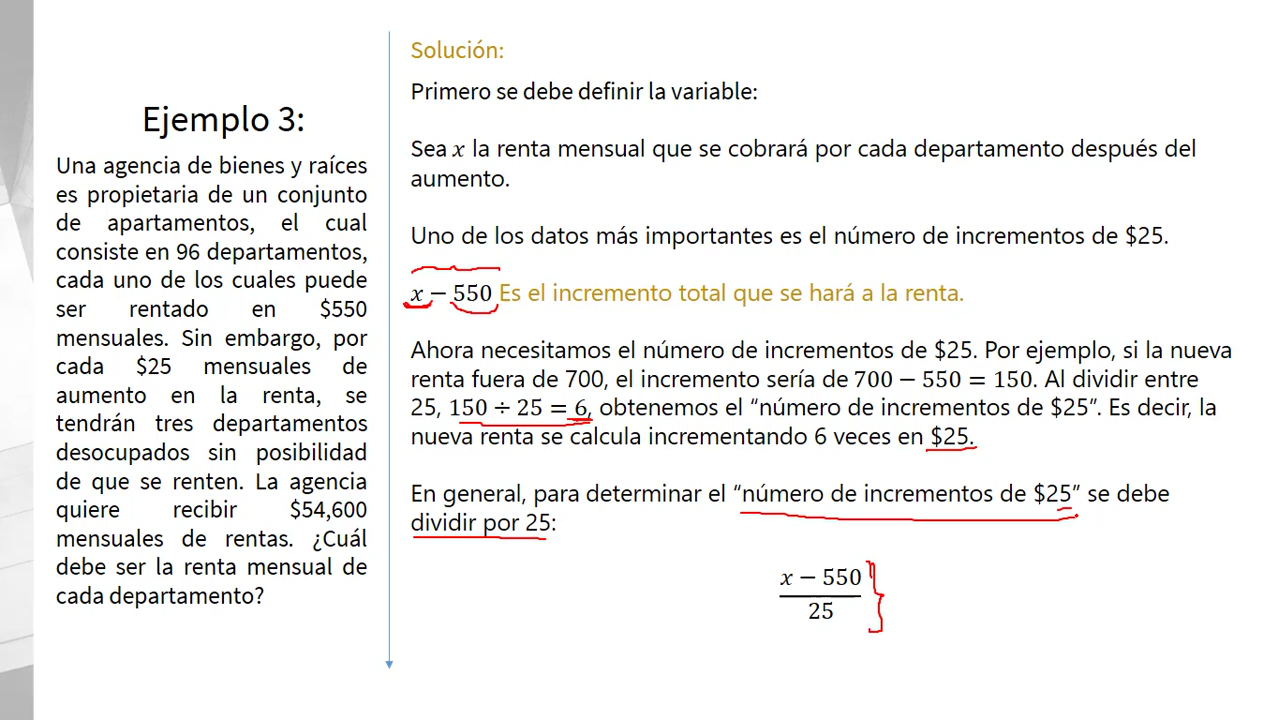 Ejemplo 3:
Una agencia de bienes y raíces
es propietaria de un conjunto
de apartamentos, el cual
consiste en 96 departamentos,
cada uno de los cuales puede
ser rentado en $550
mensuales. Sin embargo, por
cada $25 mensuales de
aumento en la renta, se
tendrán tres departamentos
desocupados sin posibilidad
de que se renten. La agencia
quiere recibir $54,600
mensuales de rentas. ¿Cuál
debe ser la renta mensual de
cada departamento?
Solución:
Primero se debe definir la variable:
Sea x la renta mensual que se cobrará por cada departamento después del
aumento.
Uno de los datos más importantes es el número de incrementos de $25.
x − 550 Es el incremento total que se hará a la renta.
Ahora necesitamos el número de incrementos de $25. Por ejemplo, si la nueva
renta fuera de 700, el incremento sería de 700 − 550 = 150. Al dividir entre
25, 150 ÷ 25 = 6, obtenemos el “número de incrementos de $25”. Es decir, la
nueva renta se calcula incrementando 6 veces en $25.
En general, para determinar el “número de incrementos de $25” se debe
dividir por 25:
x − 550
25